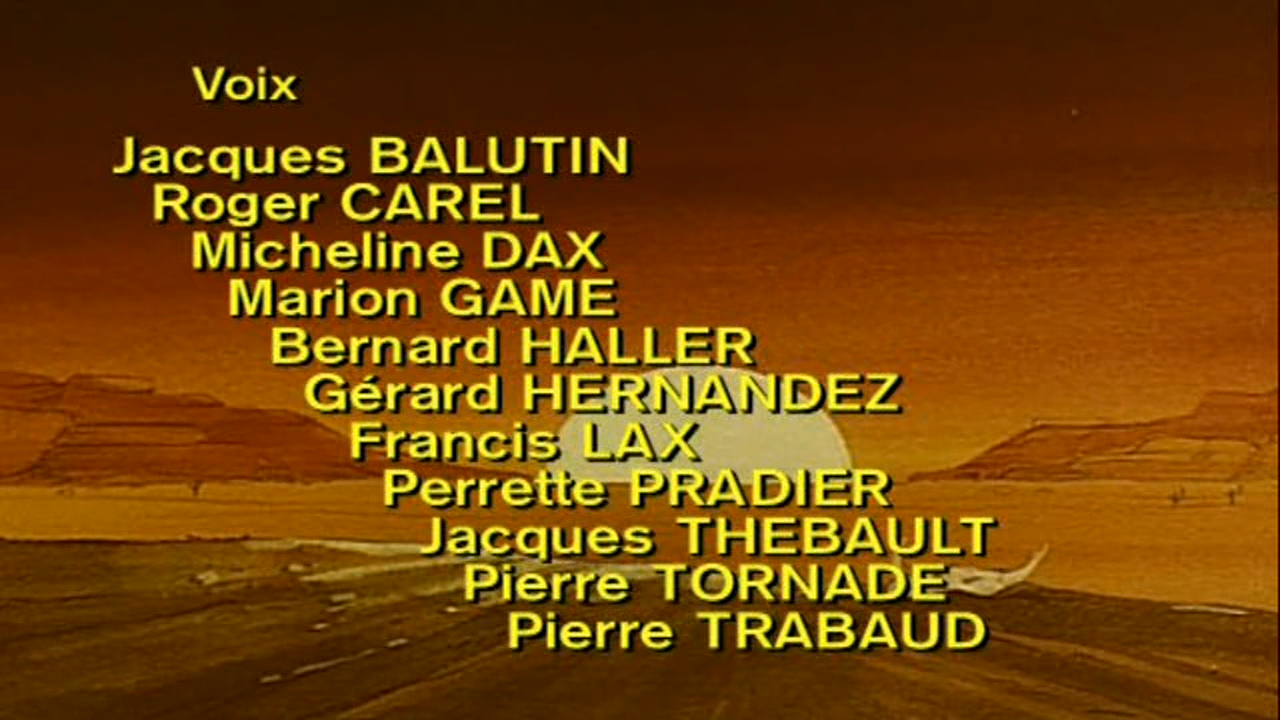 Voix
Jacques BALUTIN
Roger CAREL
Micheline DAX
Marion GAME
Bernard HALLER
Gérard HERNANDEZ
Francis LAX
Perrette PRADIER
Jacques THEBAULT
Pierre TORNADE
Pierre TRABAUD